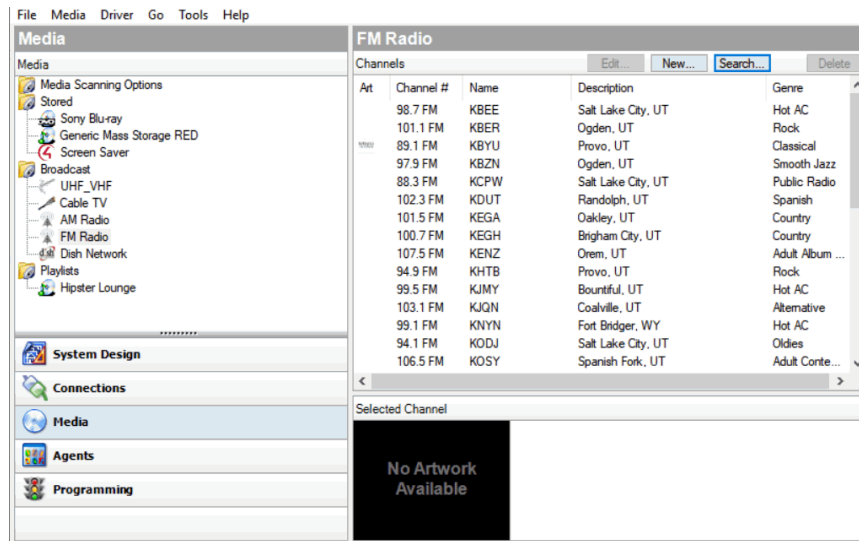 File Media Driver Go Tools Help
Media
Media
Media Scanning Options
Stored
Sony Blu-ray
Generic Mass Storage RED
Screen Saver
Broadcast
UHF_VHF
Cable TV
AM Radio
FM Radio
Dish Network
Playlists
Hipster Lounge
System Design
Connections
Media
Agents
Programming
FM Radio
Channels Edit... New... Search... Delete
Art Channel # Name Description Genre
98.7 FM KBEE Salt Lake City, UT Hot AC
101.1 FM KBER Ogden, UT Rock
89.1 FM KBYU Provo, UT Classical
97.9 FM KBZN Ogden, UT Smooth Jazz
88.3 FM KCPW Salt Lake City, UT Public Radio
102.3 FM KDUT Randolph, UT Spanish
101.5 FM KEGA Oakley, UT Country
100.7 FM KEGH Brigham City, UT Country
107.5 FM KENZ Orem, UT Adult Album ...
94.9 FM KHTB Provo, UT Rock
99.5 FM KJMY Bountiful, UT Hot AC
103.1 FM KJQN Coalville, UT Alternative
99.1 FM KNYN Fort Bridger, WY Hot AC
94.1 FM KODJ Salt Lake City, UT Oldies
106.5 FM KOSY Spanish Fork, UT Adult Conte...
Selected Channel
No Artwork
Available